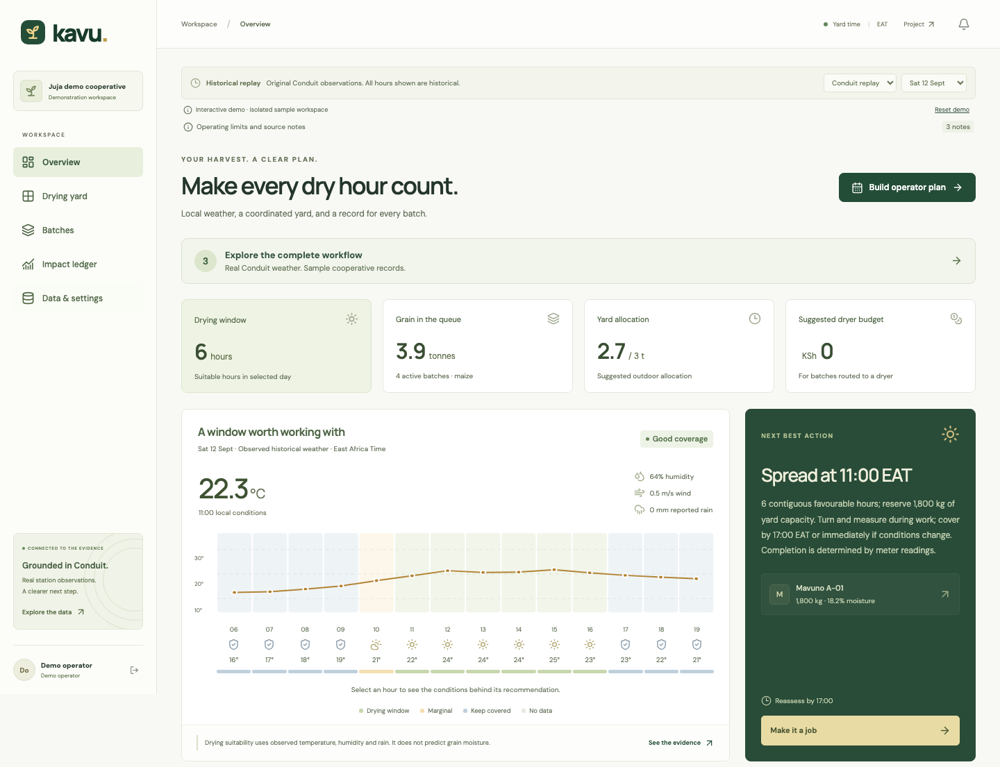 kavu.
Juja demo cooperative
Demonstration workspace
WORKSPACE
Overview
Drying yard
Batches
Impact ledger
Data & settings
CONNECTED TO THE EVIDENCE
Grounded in Conduit.
Real station observations.
A clearer next step.
Explore the data
Do
Demo operator
Demo operator
Workspace / Overview
Yard time | EAT Project
Historical replay Original Conduit observations. All hours shown are historical.
Conduit replay Sat 12 Sept
Interactive demo · isolated sample workspace
Reset demo
Operating limits and source notes
3 notes
YOUR HARVEST. A CLEAR PLAN.
Make every dry hour count.
Local weather, a coordinated yard, and a record for every batch.
Build operator plan
3
Explore the complete workflow
Real Conduit weather. Sample cooperative records.
Drying window
6 hours
Suitable hours in selected day
Grain in the queue
3.9 tonnes
4 active batches · maize
Yard allocation
2.7 / 3 t
Suggested outdoor allocation
Suggested dryer budget
KSh 0
For batches routed to a dryer
A window worth working with
Sat 12 Sept · Observed historical weather · East Africa Time
Good coverage
22.3°C
11:00 local conditions
64% humidity
0.5 m/s wind
0 mm reported rain
30°
20°
10°
06 07 08 09 10 11 12 13 14 15 16 17 18 19
16° 17° 18° 19° 21° 22° 24° 24° 24° 25° 23° 23° 22° 21°
Select an hour to see the conditions behind its recommendation.
Drying window Marginal Keep covered No data
Drying suitability uses observed temperature, humidity and rain. It does not predict grain moisture.
See the evidence
NEXT BEST ACTION
Spread at 11:00 EAT
6 contiguous favourable hours; reserve 1,800 kg of
yard capacity. Turn and measure during work; cover
by 17:00 EAT or immediately if conditions change.
Completion is determined by meter readings.
M
Mavuno A-01
1,800 kg · 18.2% moisture
Reassess by 17:00
Make it a job